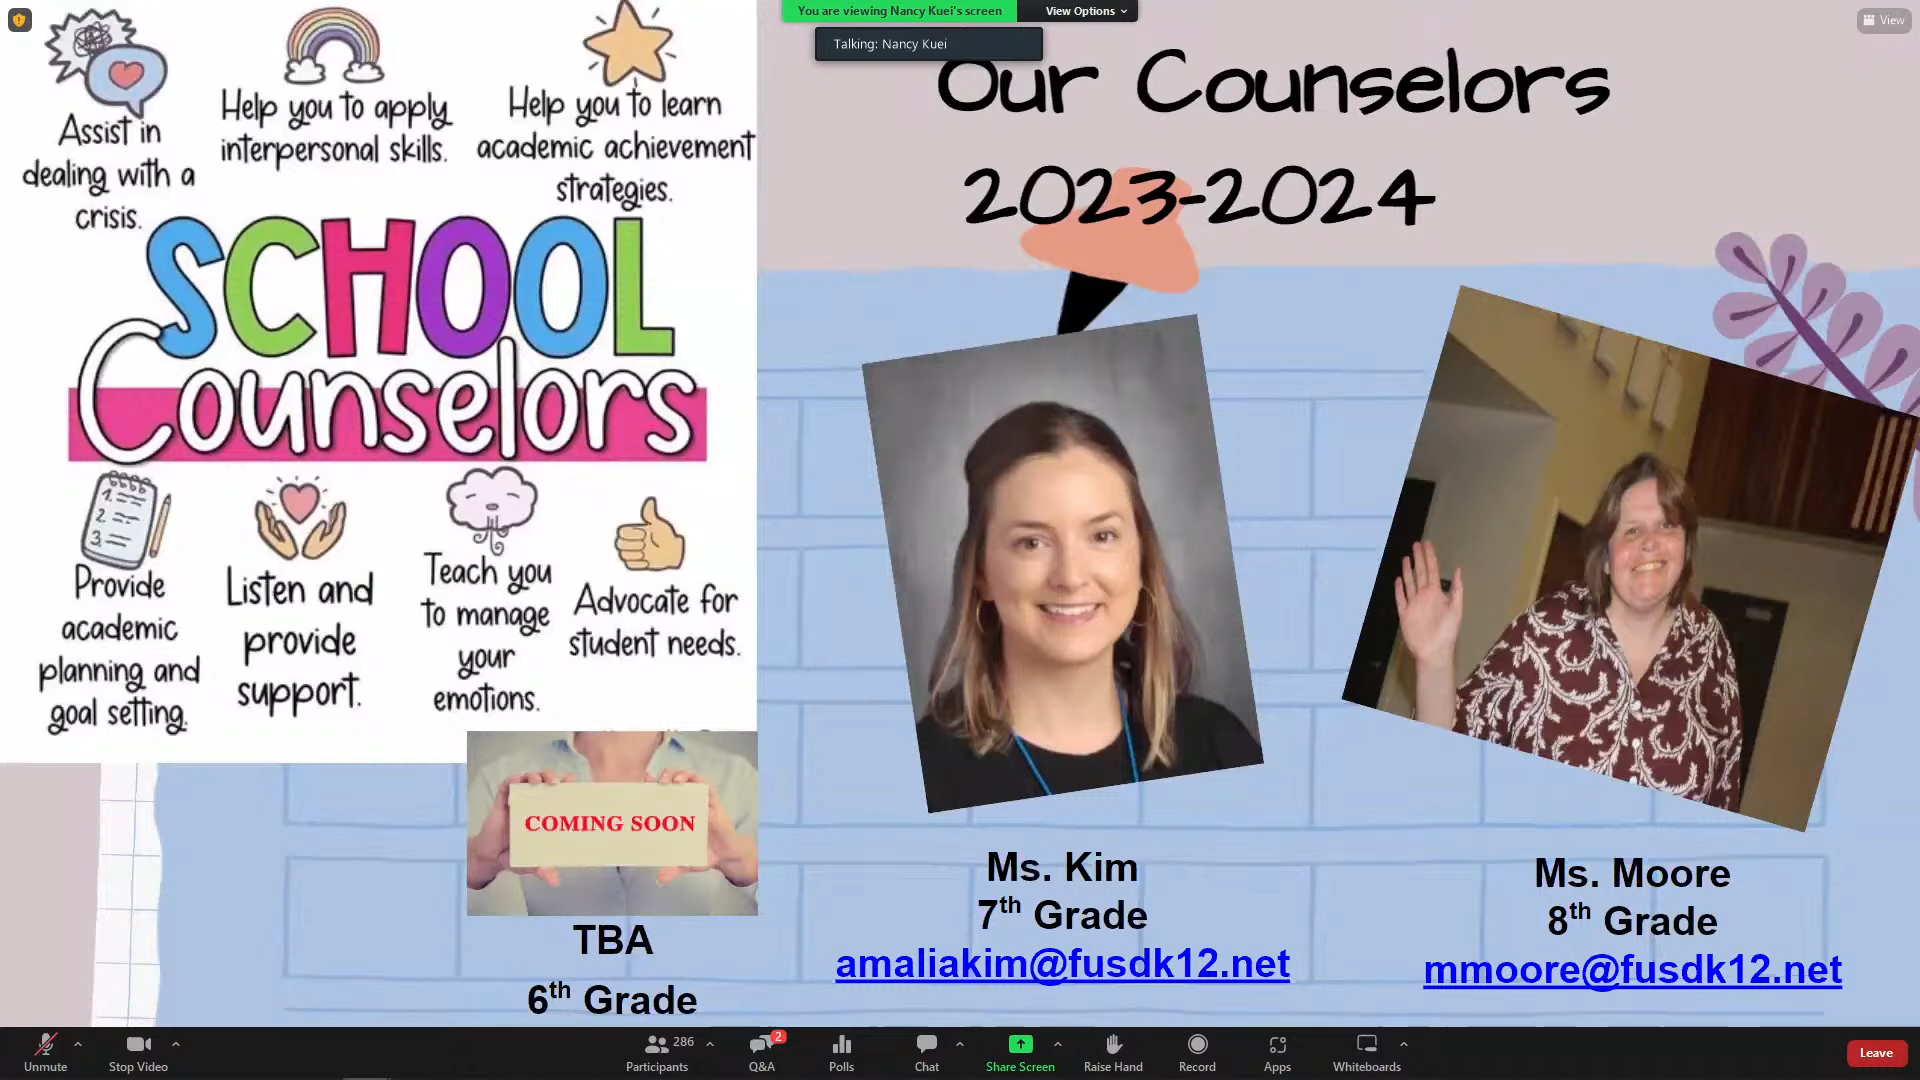 You are viewing Nancy Kuei's screen
View Options
Talking: Nancy Kuei
View
Assist in
dealing with a
crisis.
Help you to apply
interpersonal skills.
Help you to learn
academic achievement
strategies.
SCHOOL
Counselors
Provide
academic
planning and
goal setting.
Listen and
provide
support.
Teach you
to manage
your
emotions.
Advocate for
student needs.
Our Counselors
2023-2024
COMING SOON
TBA
6th Grade
Ms. Kim
7th Grade
amaliakim@fusdk12.net
Ms. Moore
8th Grade
mmoore@fusdk12.net
Unmute
Stop Video
286
Participants
2
Q&A
Polls
Chat
Share Screen
Raise Hand
Record
Apps
Whiteboards
Leave